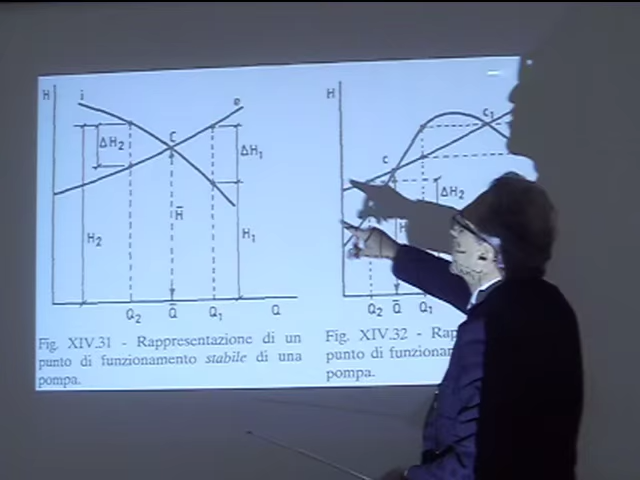 H
i
e
C
ΔH₂
ΔH₁
H̄
H₂
H₁
Q₂
Q̄
Q₁
Q
Fig. XIV.31 - Rappresentazione di un
punto di funzionamento stabile di una
pompa.
H
C₁
C
ΔH₂
H
Q₂
Q̄
Q₁
Fig. XIV.32 - Rap
punto di funzionar
pompa.